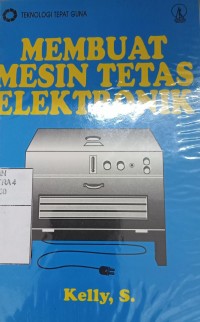 TEKNOLOGI TEPAT GUNA
MEMBUAT
MESIN TETAS
ELEKTRONIK
Kelly, S.